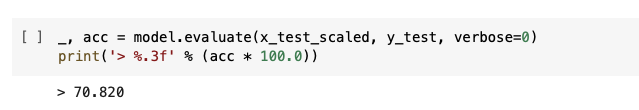 [ ] _, acc = model.evaluate(x_test_scaled, y_test, verbose=0)
print('> %.3f' % (acc * 100.0))
> 70.820